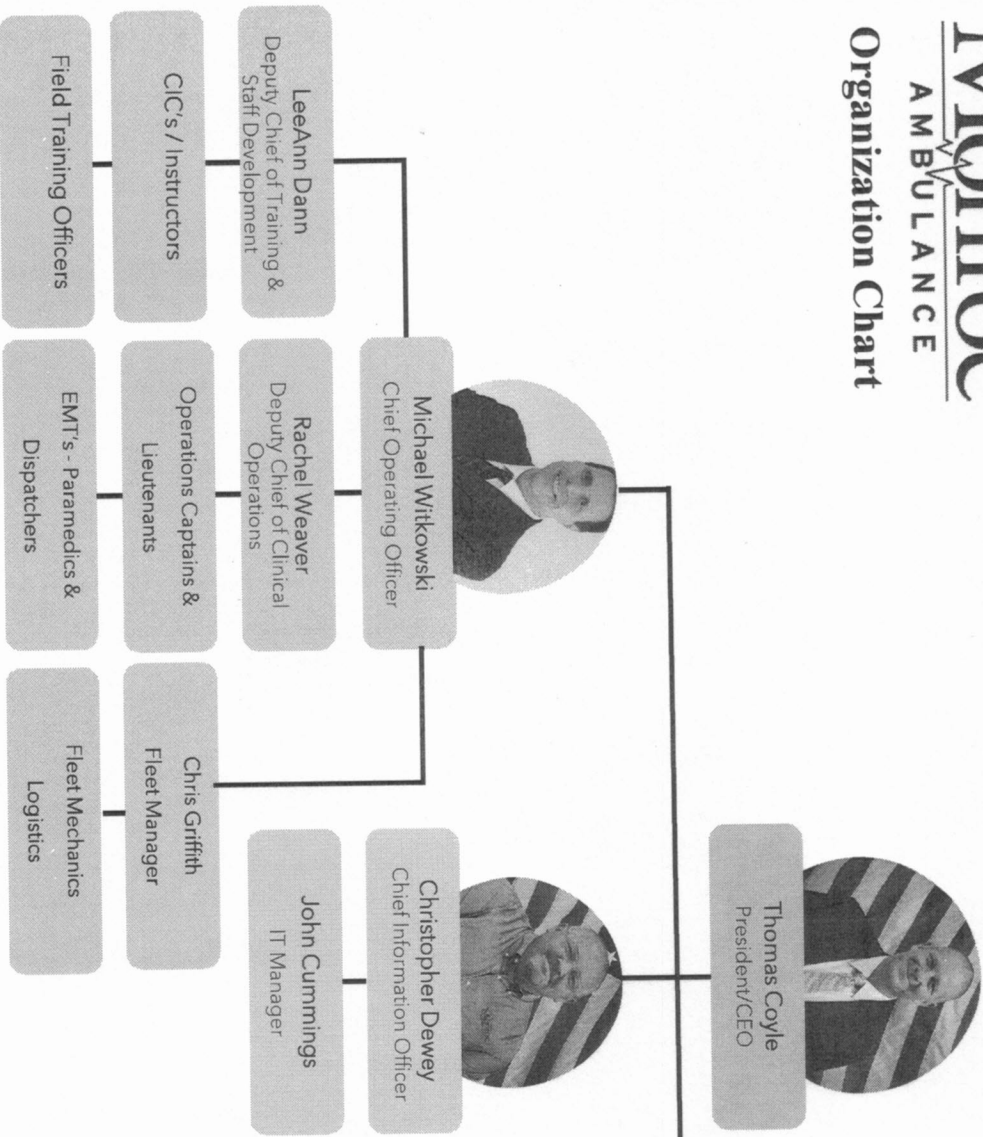 AMBULANCE
Organization Chart
Thomas Coyle
President/CEO
Michael Witkowski
Chief Operating Officer
Christopher Dewey
Chief Information Officer
LeeAnn Dann
Deputy Chief of Training &
Staff Development
Rachel Weaver
Deputy Chief of Clinical
Operations
John Cummings
IT Manager
CIC's / Instructors
Operations Captains &
Lieutenants
Chris Griffith
Fleet Manager
Field Training Officers
EMT's - Paramedics &
Dispatchers
Fleet Mechanics
Logistics